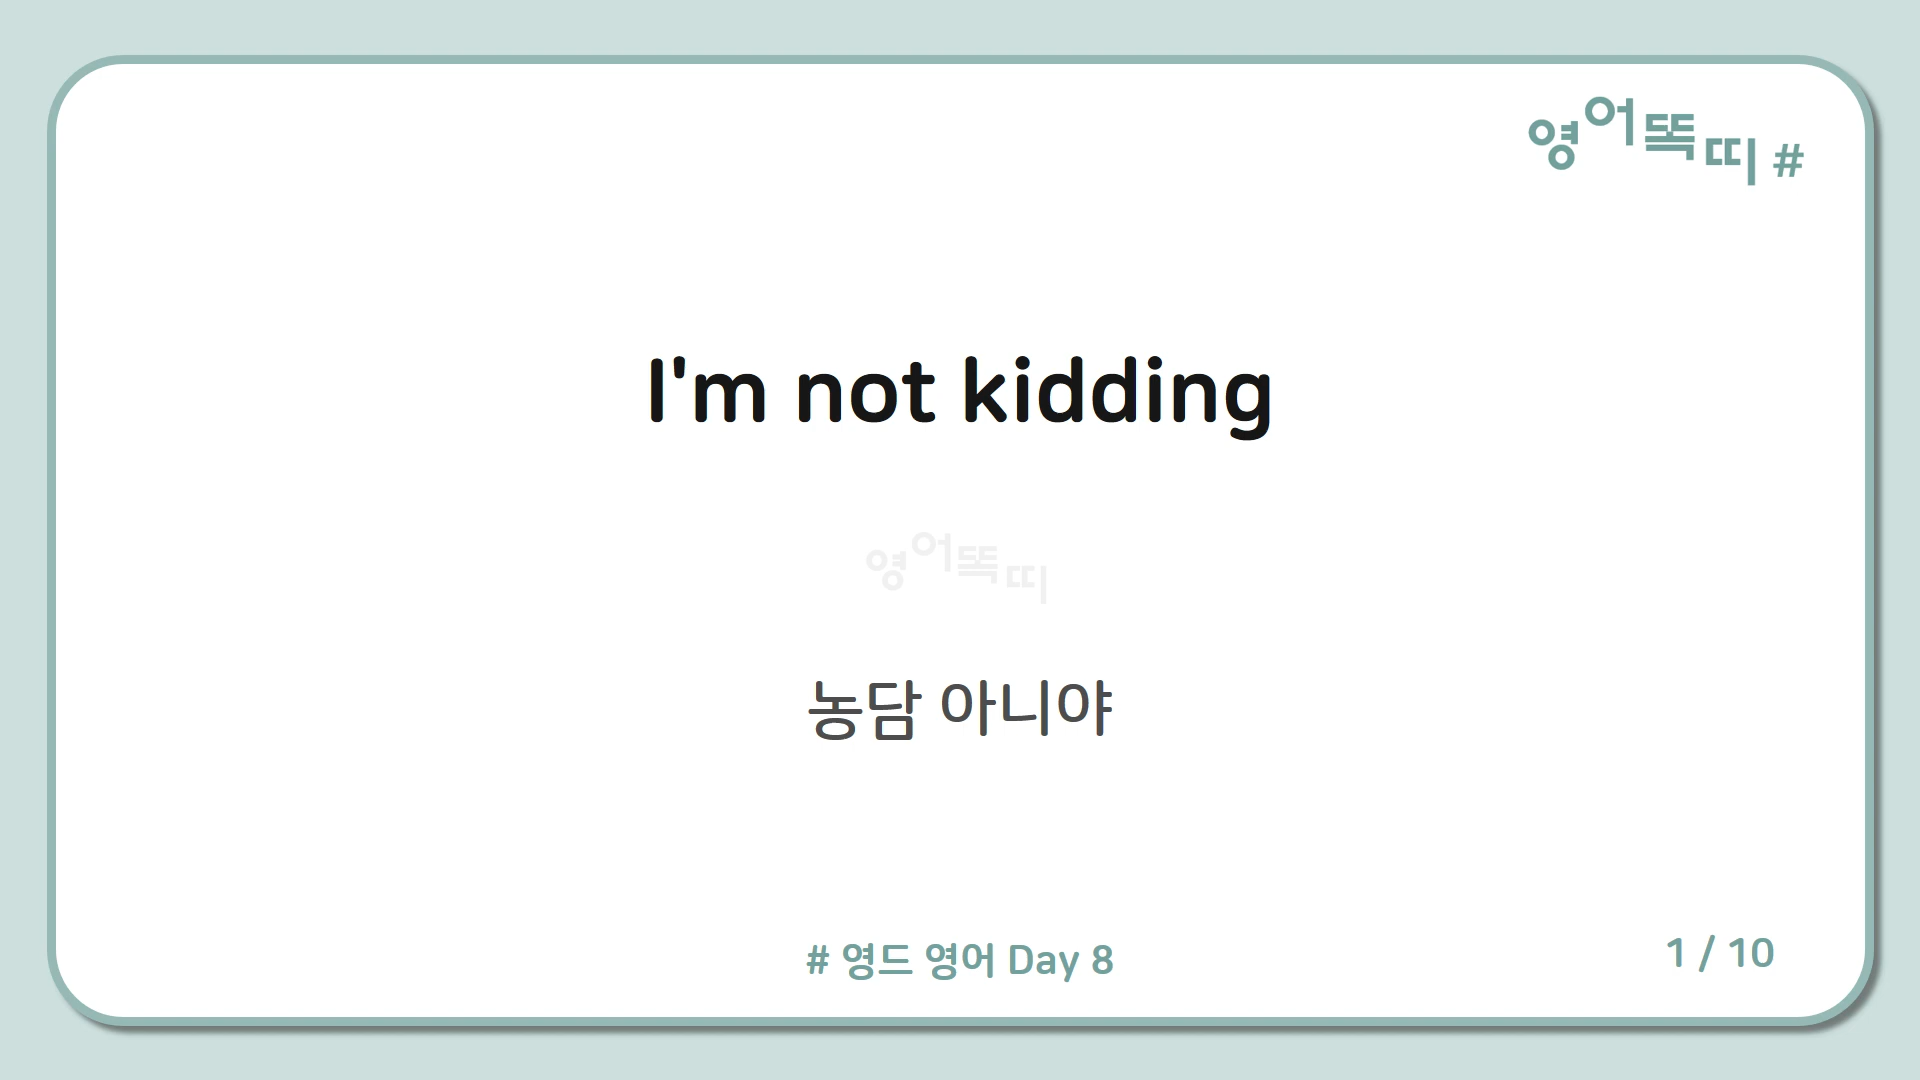 영어똑띠 #
I'm not kidding
영어똑띠
농담 아니야
# 영드 영어 Day 8
1 / 10